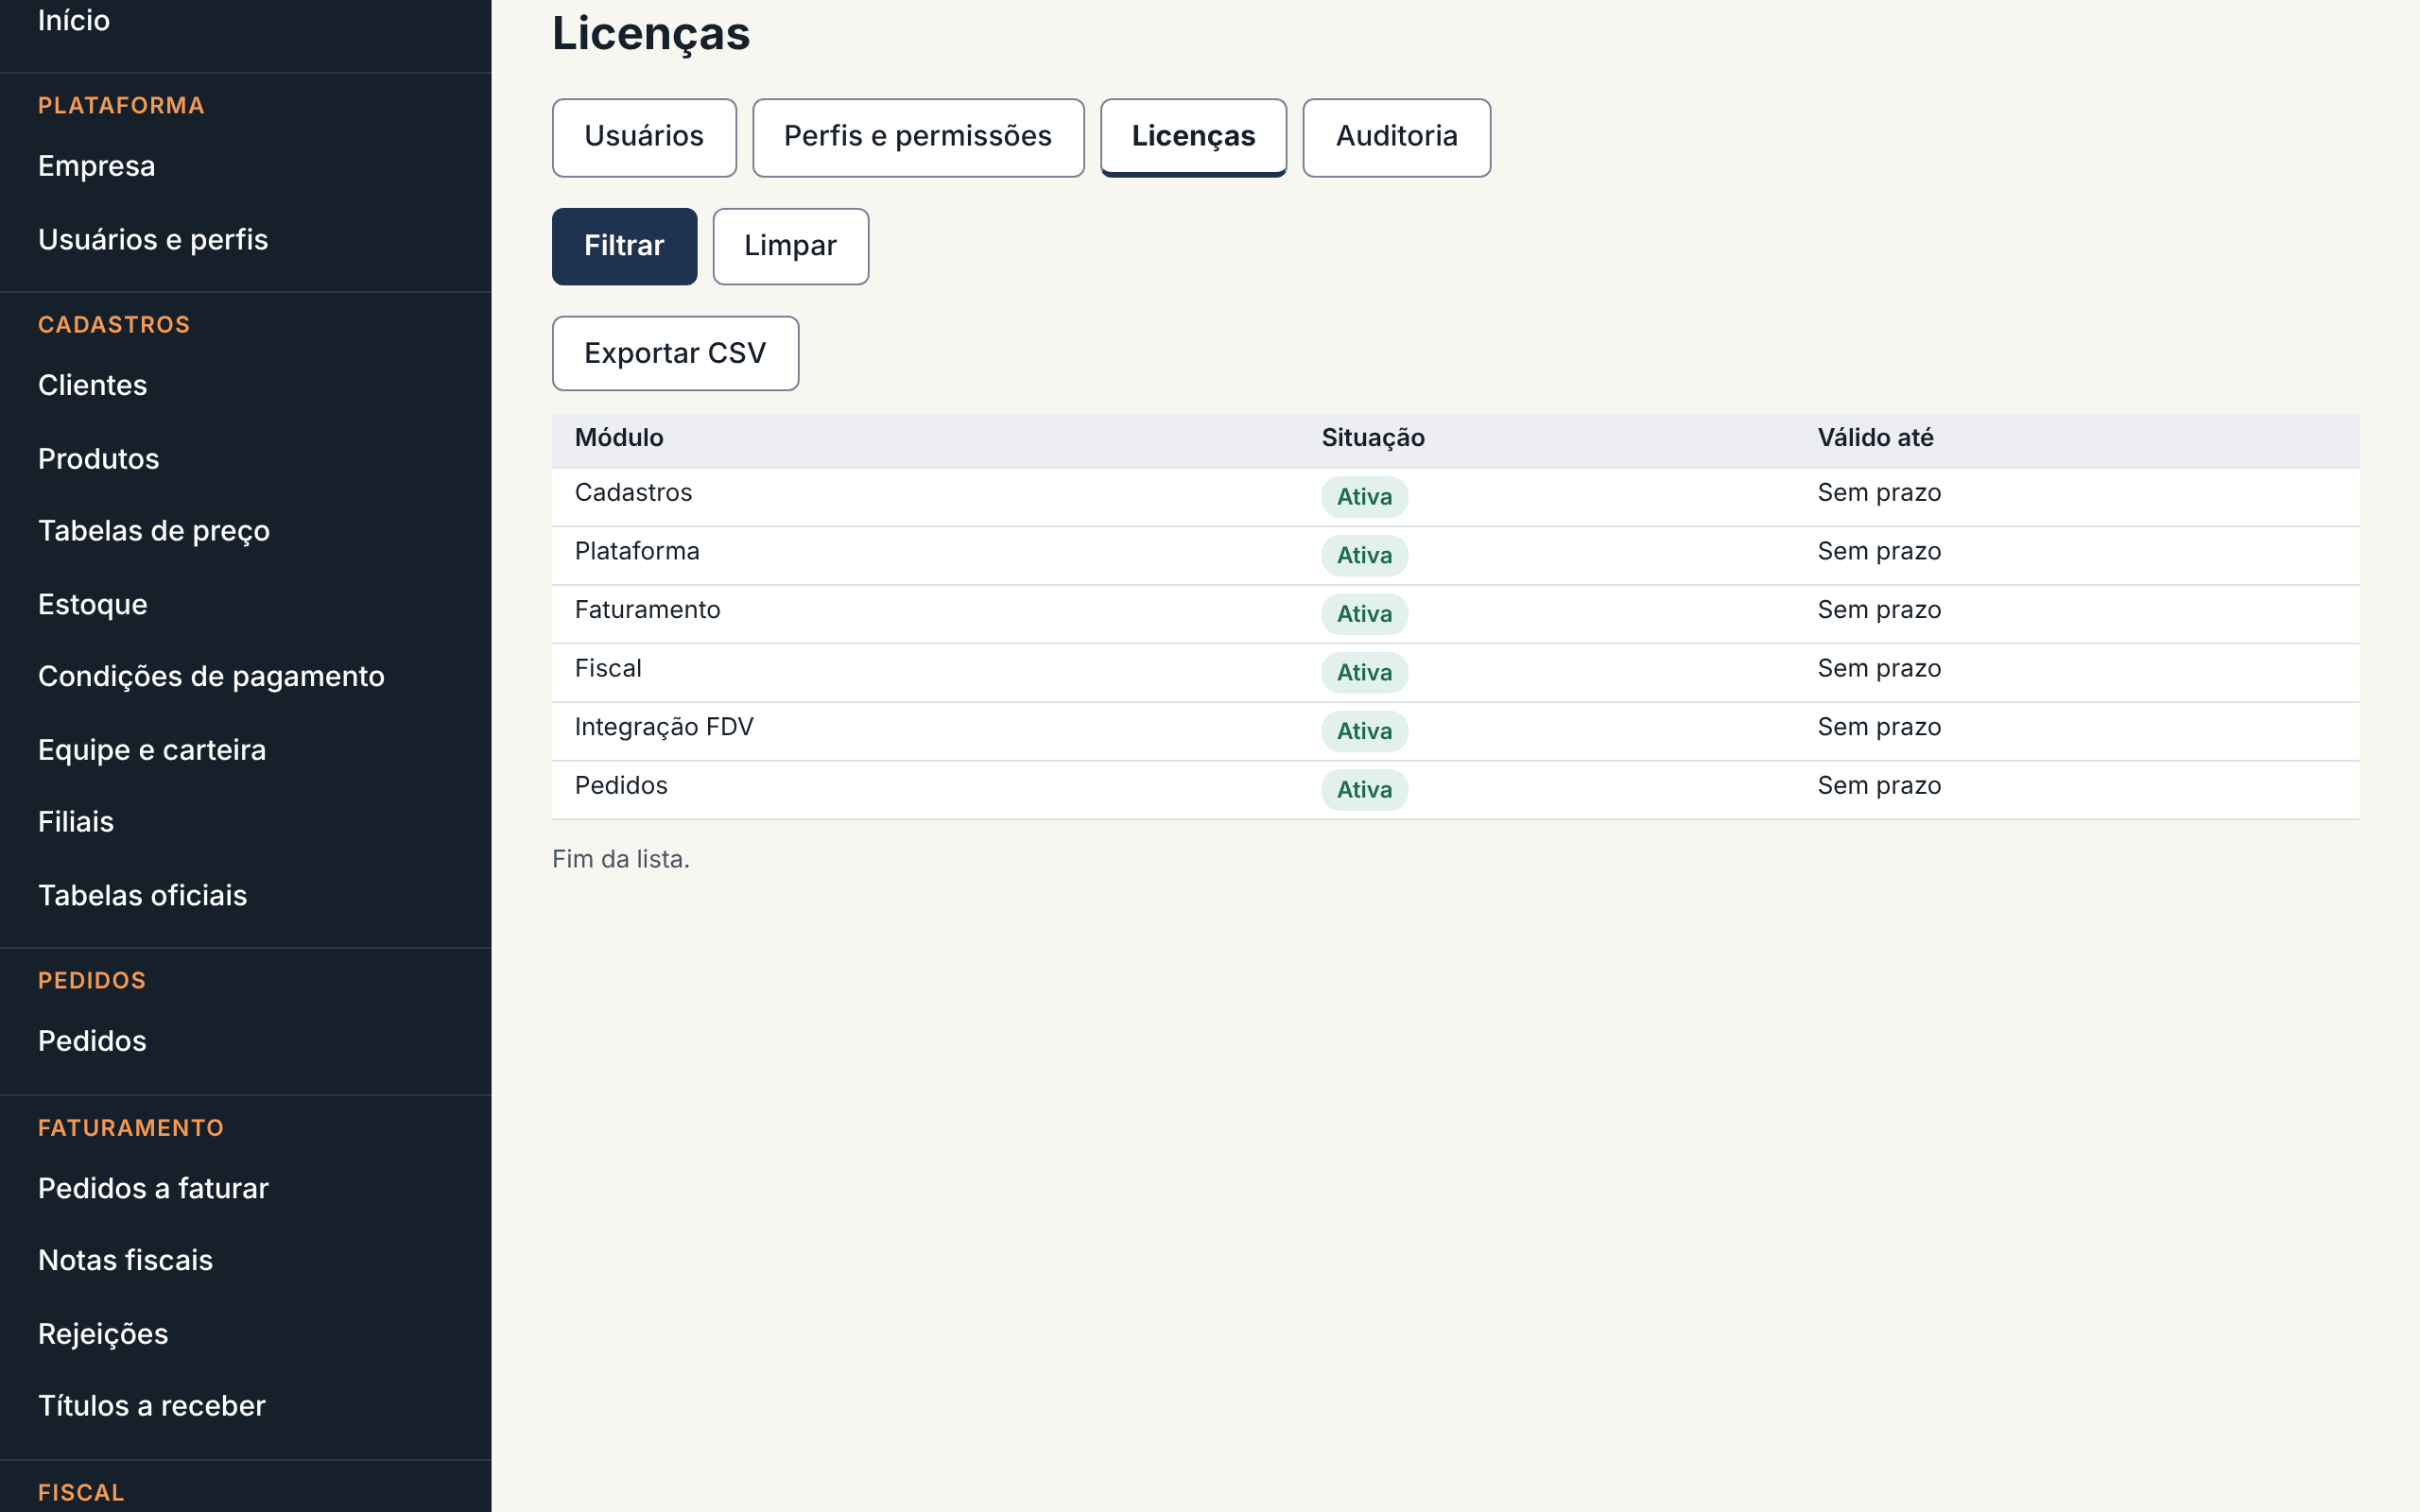 Início
PLATAFORMA
Empresa
Usuários e perfis
CADASTROS
Clientes
Produtos
Tabelas de preço
Estoque
Condições de pagamento
Equipe e carteira
Filiais
Tabelas oficiais
PEDIDOS
Pedidos
FATURAMENTO
Pedidos a faturar
Notas fiscais
Rejeições
Títulos a receber
FISCAL
Licenças
Usuários Perfis e permissões Licenças Auditoria
Filtrar Limpar
Exportar CSV
Módulo Situação Válido até
Cadastros Ativa Sem prazo
Plataforma Ativa Sem prazo
Faturamento Ativa Sem prazo
Fiscal Ativa Sem prazo
Integração FDV Ativa Sem prazo
Pedidos Ativa Sem prazo
Fim da lista.